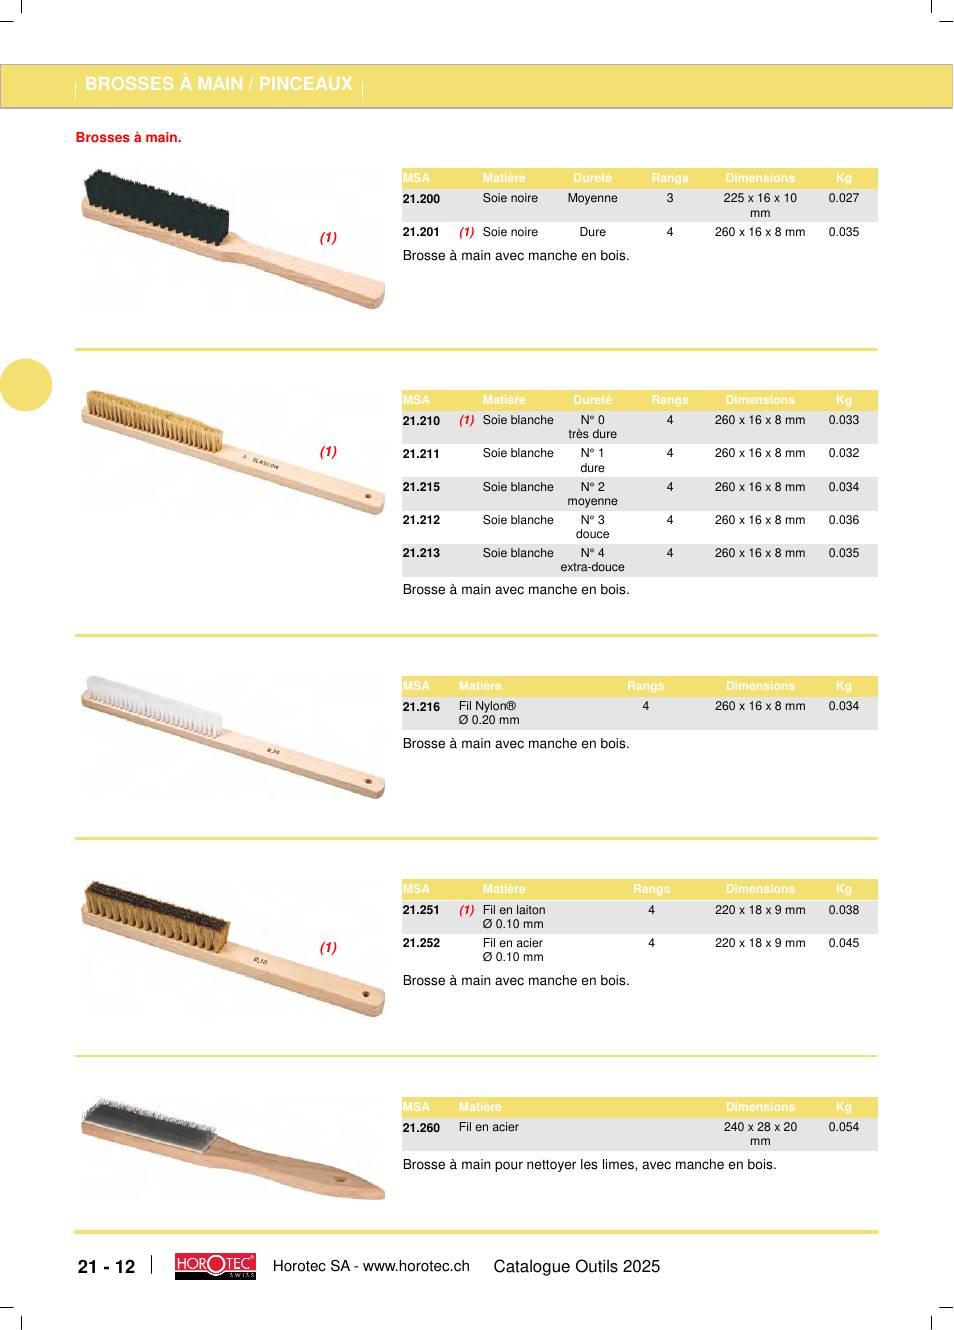 BROSSES À MAIN / PINCEAUX
Brosses à main.
(1)
MSA Matière Dureté Rangs Dimensions Kg
21.200 Soie noire Moyenne 3 225 x 16 x 10 0.027
mm
21.201 (1) Soie noire Dure 4 260 x 16 x 8 mm 0.035
Brosse à main avec manche en bois.
0 GLASGOW
(1)
MSA Matière Dureté Rangs Dimensions Kg
21.210 (1) Soie blanche N° 0 4 260 x 16 x 8 mm 0.033
très dure
21.211 Soie blanche N° 1 4 260 x 16 x 8 mm 0.032
dure
21.215 Soie blanche N° 2 4 260 x 16 x 8 mm 0.034
moyenne
21.212 Soie blanche N° 3 4 260 x 16 x 8 mm 0.036
douce
21.213 Soie blanche N° 4 4 260 x 16 x 8 mm 0.035
extra-douce
Brosse à main avec manche en bois.
0,20
MSA Matière Rangs Dimensions Kg
21.216 Fil Nylon® 4 260 x 16 x 8 mm 0.034
Ø 0.20 mm
Brosse à main avec manche en bois.
0,10
(1)
MSA Matière Rangs Dimensions Kg
21.251 (1) Fil en laiton 4 220 x 18 x 9 mm 0.038
Ø 0.10 mm
21.252 Fil en acier 4 220 x 18 x 9 mm 0.045
Ø 0.10 mm
Brosse à main avec manche en bois.
MSA Matière Dimensions Kg
21.260 Fil en acier 240 x 28 x 20 0.054
mm
Brosse à main pour nettoyer les limes, avec manche en bois.
21 - 12 HOROTEC® SWISS Horotec SA - www.horotec.ch Catalogue Outils 2025